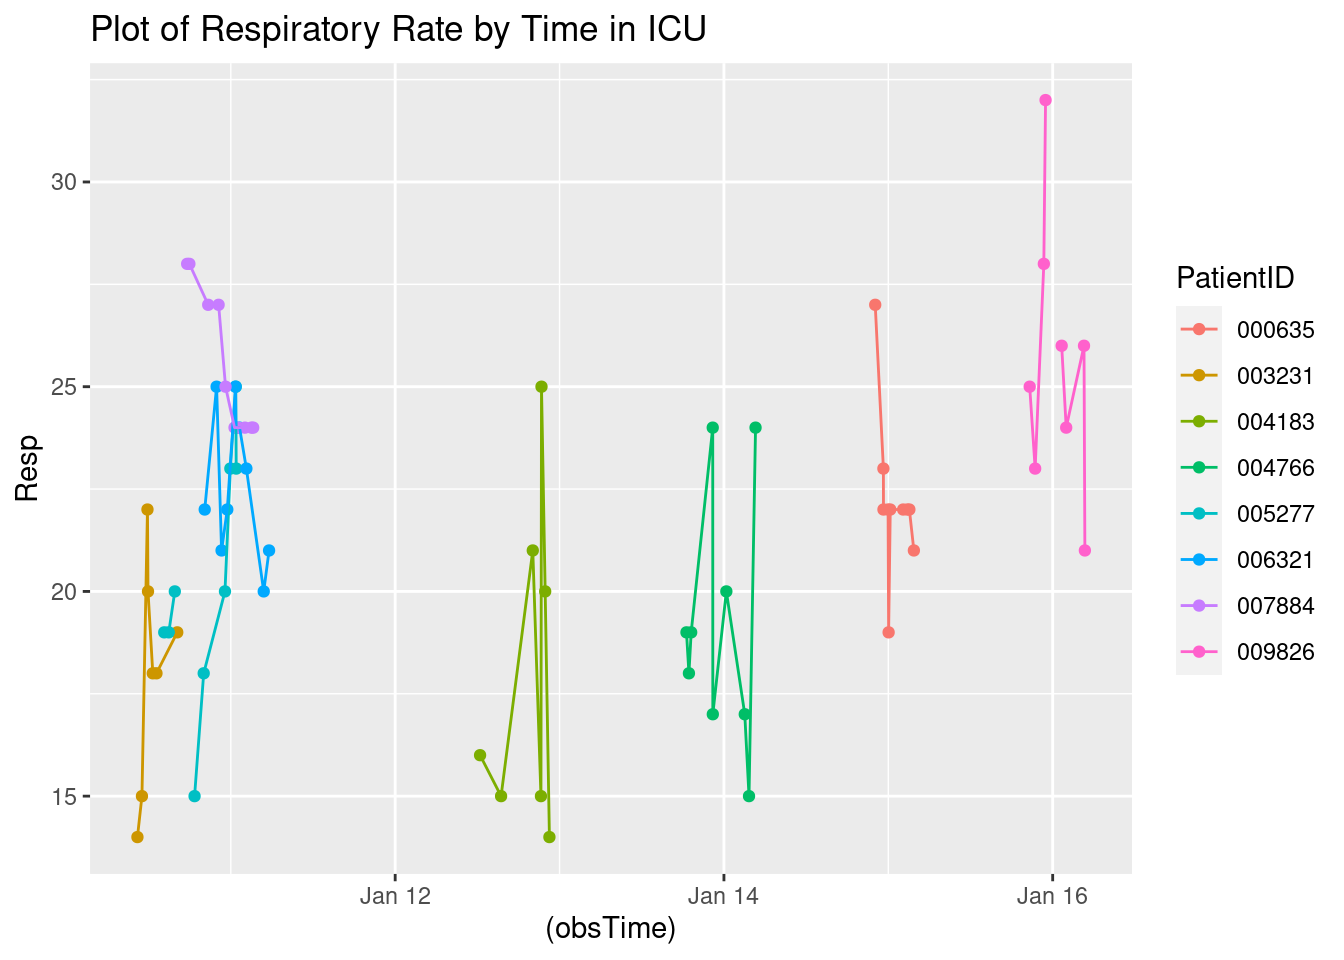 Plot of Respiratory Rate by Time in ICU
30
25
20
15
Resp
Jan 12
Jan 14
Jan 16
(obsTime)
PatientID
000635
003231
004183
004766
005277
006321
007884
009826